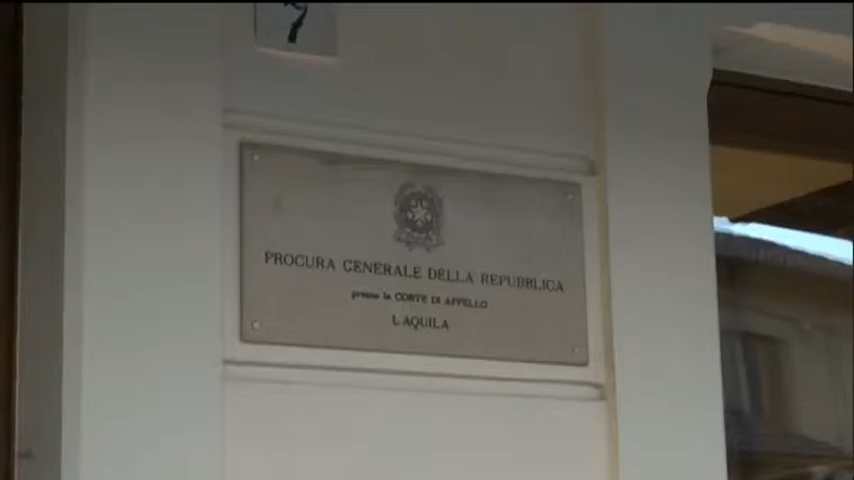 PROCURA GENERALE DELLA REPUBBLICA
presso la CORTE DI APPELLO
L'AQUILA